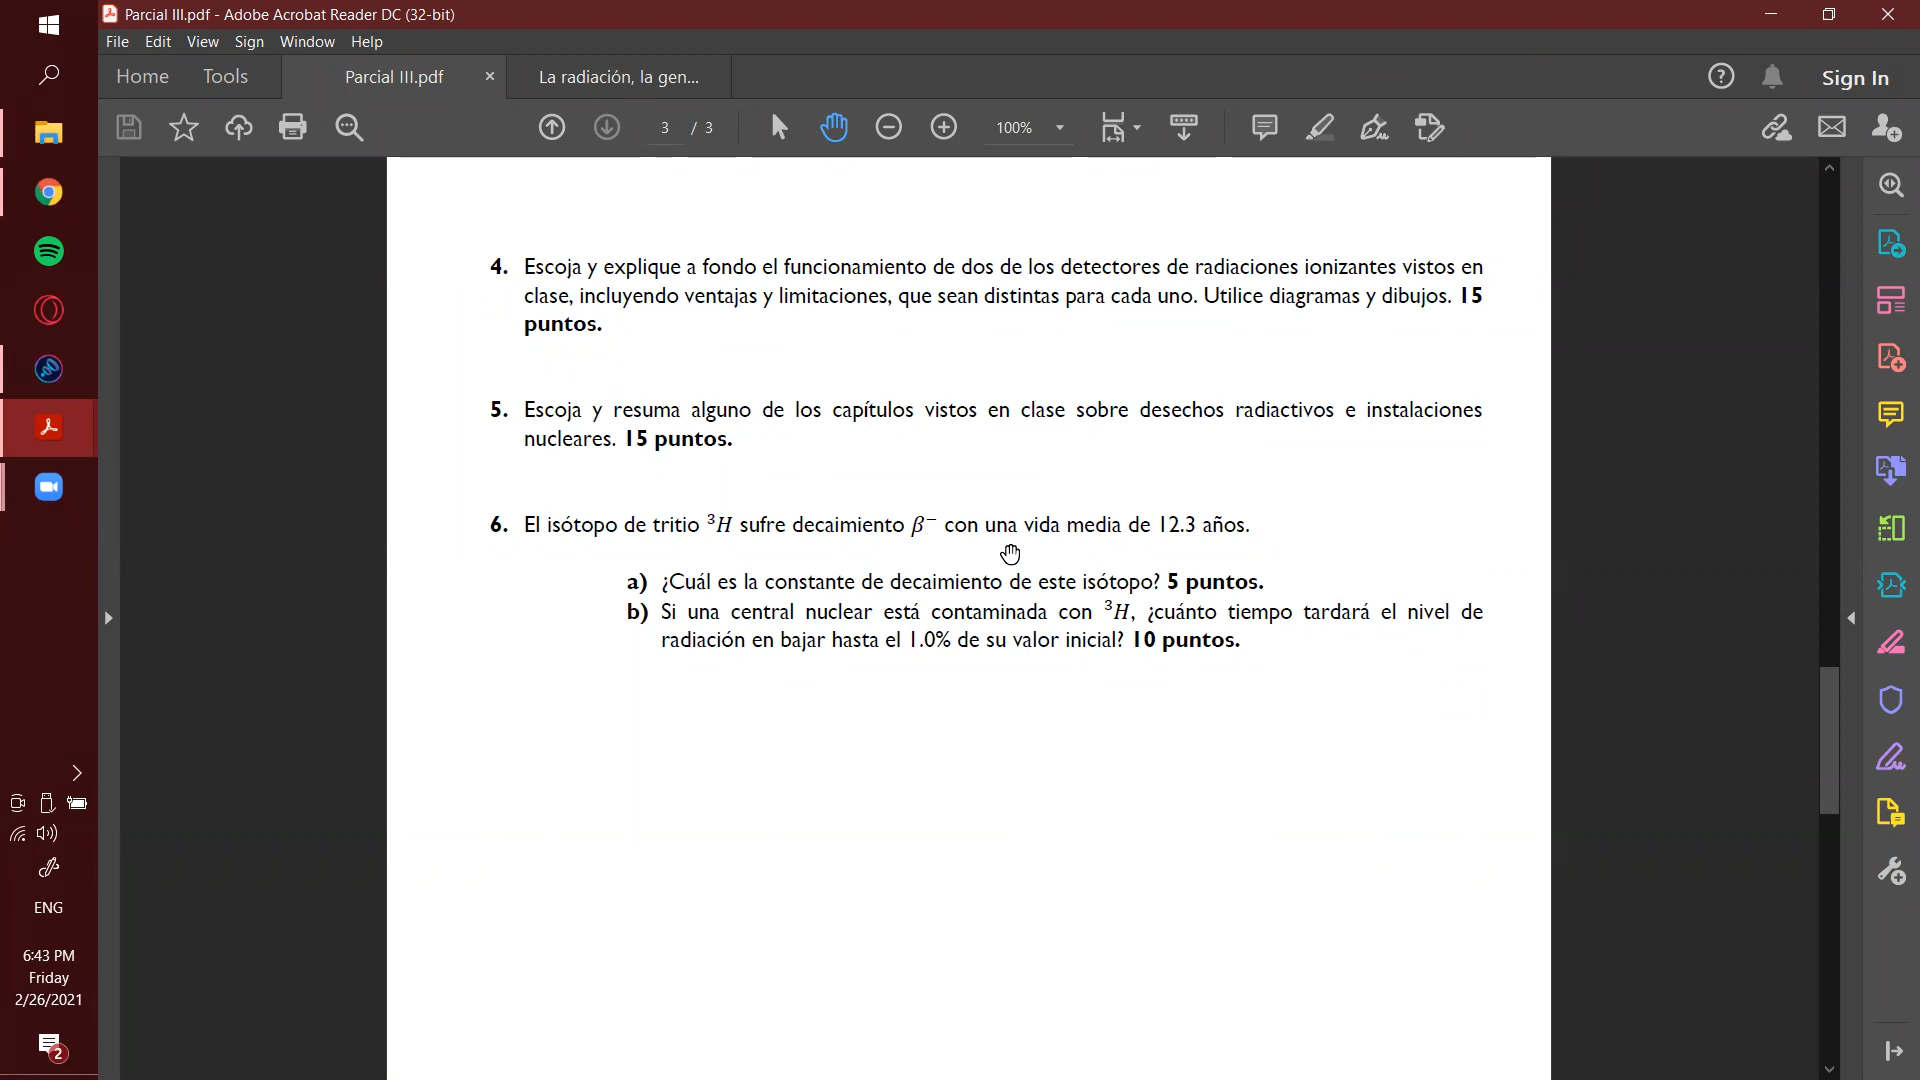 Parcial III.pdf - Adobe Acrobat Reader DC (32-bit)
File Edit View Sign Window Help
Home Tools Parcial III.pdf × La radiación, la gen... Sign In
3 / 3 100%
4. Escoja y explique a fondo el funcionamiento de dos de los detectores de radiaciones ionizantes vistos en
clase, incluyendo ventajas y limitaciones, que sean distintas para cada uno. Utilice diagramas y dibujos. 15
puntos.
5. Escoja y resuma alguno de los capítulos vistos en clase sobre desechos radiactivos e instalaciones
nucleares. 15 puntos.
6. El isótopo de tritio ³H sufre decaimiento β⁻ con una vida media de 12.3 años.
a) ¿Cuál es la constante de decaimiento de este isótopo? 5 puntos.
b) Si una central nuclear está contaminada con ³H, ¿cuánto tiempo tardará el nivel de
radiación en bajar hasta el 1.0% de su valor inicial? 10 puntos.
ENG
6:43 PM
Friday
2/26/2021
2